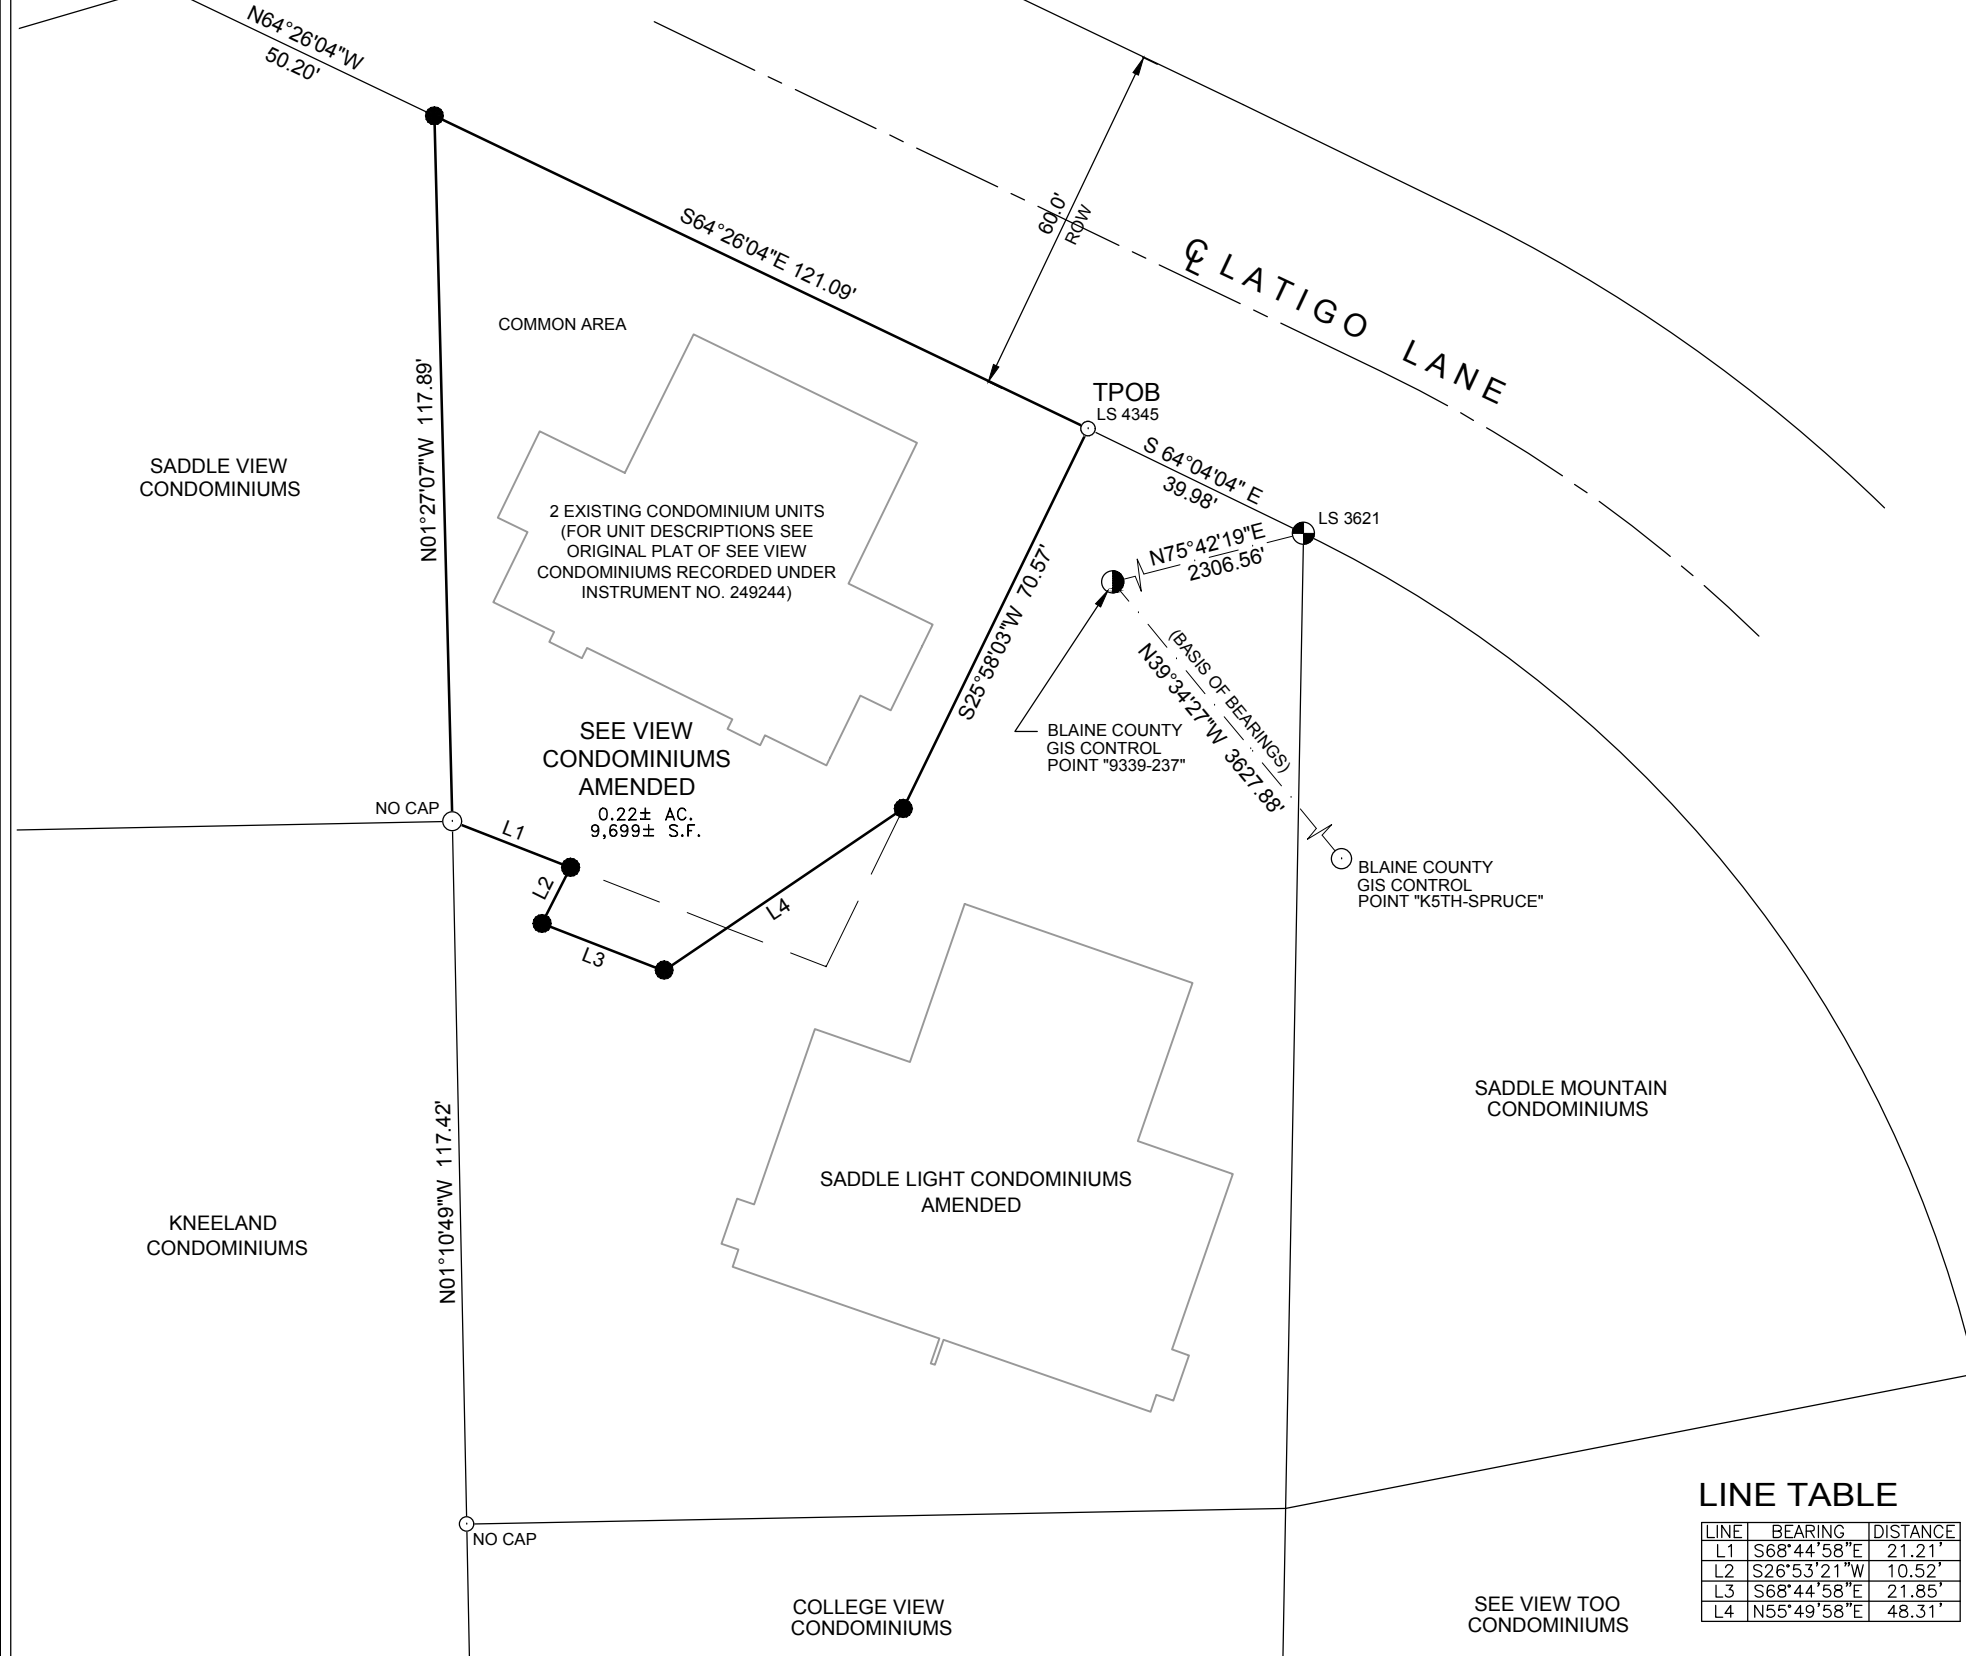 N64°26'04"W
50.20'
S64°26'04"E 121.09'
60.0'
ROW
℄ LATIGO LANE
COMMON AREA
N01°27'07"W 117.89'
TPOB
LS 4345
S 64°04'04" E
39.98'
LS 3621
N75°42'19"E
2306.56'
SADDLE VIEW
CONDOMINIUMS
2 EXISTING CONDOMINIUM UNITS
(FOR UNIT DESCRIPTIONS SEE
ORIGINAL PLAT OF SEE VIEW
CONDOMINIUMS RECORDED UNDER
INSTRUMENT NO. 249244)
S25°58'03"W 70.57'
(BASIS OF BEARINGS)
N39°34'27"W 3627.88'
BLAINE COUNTY
GIS CONTROL
POINT "9339-237"
SEE VIEW
CONDOMINIUMS
AMENDED
0.22± AC.
9,699± S.F.
NO CAP
L1
L2
L3
L4
BLAINE COUNTY
GIS CONTROL
POINT "K5TH-SPRUCE"
SADDLE MOUNTAIN
CONDOMINIUMS
N01°10'49"W 117.42'
SADDLE LIGHT CONDOMINIUMS
AMENDED
KNEELAND
CONDOMINIUMS
NO CAP
COLLEGE VIEW
CONDOMINIUMS
SEE VIEW TOO
CONDOMINIUMS
LINE TABLE
LINE BEARING DISTANCE
L1 S68°44'58"E 21.21'
L2 S26°53'21"W 10.52'
L3 S68°44'58"E 21.85'
L4 N55°49'58"E 48.31'